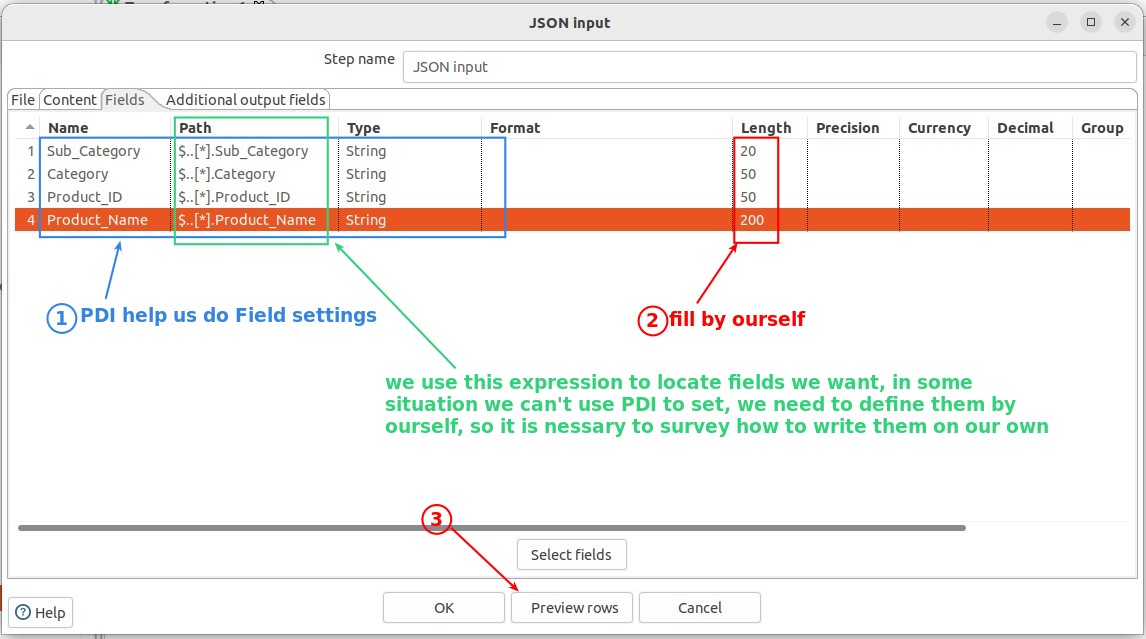 JSON input
Step name
JSON input
File Content Fields Additional output fields
Name Path Type Format Length Precision Currency Decimal Group
1 Sub_Category $..[*].Sub_Category String 20
2 Category $..[*].Category String 50
3 Product_ID $..[*].Product_ID String 50
4 Product_Name $..[*].Product_Name String 200
1 PDI help us do Field settings
2 fill by ourself
we use this expression to locate fields we want, in some
situation we can't use PDI to set, we need to define them by
ourself, so it is nessary to survey how to write them on our own
3
Select fields
? Help
OK
Preview rows
Cancel